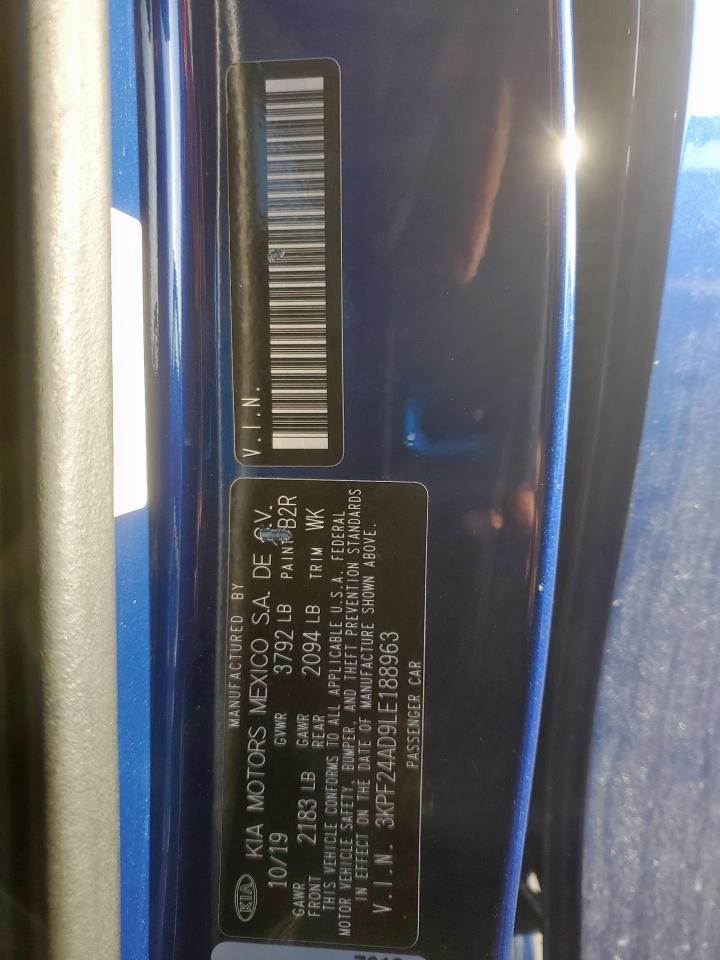 V.I.N.
MANUFACTURED BY
KIA KIA MOTORS MEXICO S.A. DE C.V.
10/19 GVWR 3792 LB PAINT B2R
GAWR FRONT 2183 LB GAWR REAR 2094 LB TRIM WK
THIS VEHICLE CONFORMS TO ALL APPLICABLE U.S.A. FEDERAL
MOTOR VEHICLE SAFETY, BUMPER, AND THEFT PREVENTION STANDARDS
IN EFFECT ON THE DATE OF MANUFACTURE SHOWN ABOVE.
V.I.N. 3KPF24AD9LE188963
PASSENGER CAR